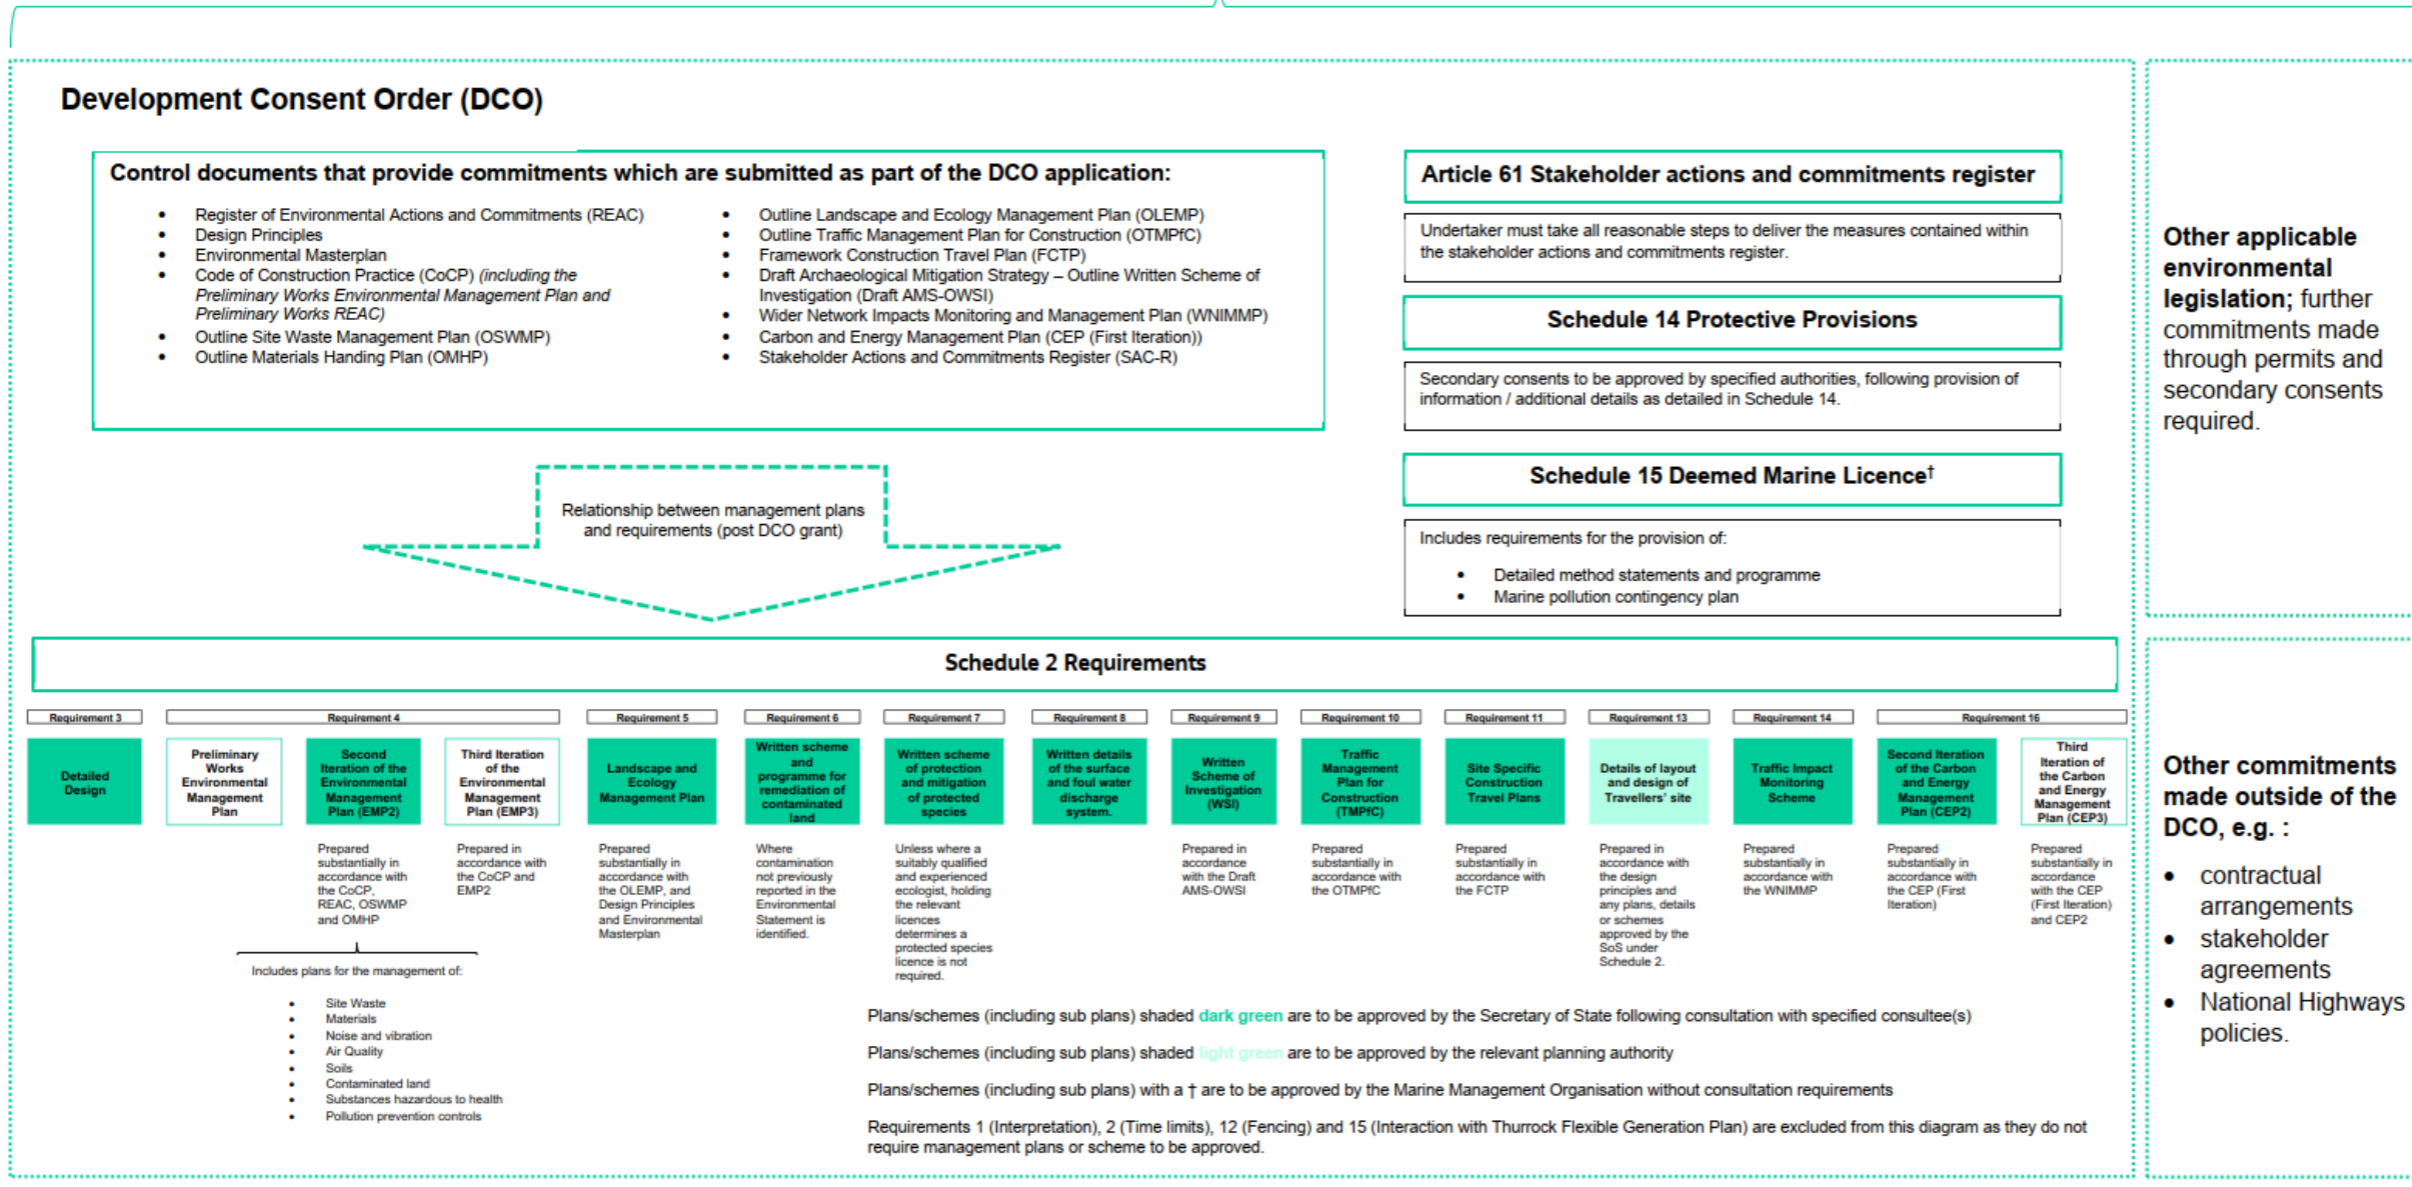 Development Consent Order (DCO)
Control documents that provide commitments which are submitted as part of the DCO application:
• Register of Environmental Actions and Commitments (REAC)
• Design Principles
• Environmental Masterplan
• Code of Construction Practice (CoCP) (including the
Preliminary Works Environmental Management Plan and
Preliminary Works REAC)
• Outline Site Waste Management Plan (OSWMP)
• Outline Materials Handing Plan (OMHP)
• Outline Landscape and Ecology Management Plan (OLEMP)
• Outline Traffic Management Plan for Construction (OTMPfC)
• Framework Construction Travel Plan (FCTP)
• Draft Archaeological Mitigation Strategy – Outline Written Scheme of
Investigation (Draft AMS-OWSI)
• Wider Network Impacts Monitoring and Management Plan (WNIMMP)
• Carbon and Energy Management Plan (CEP (First Iteration))
• Stakeholder Actions and Commitments Register (SAC-R)
Article 61 Stakeholder actions and commitments register
Undertaker must take all reasonable steps to deliver the measures contained within
the stakeholder actions and commitments register.
Schedule 14 Protective Provisions
Secondary consents to be approved by specified authorities, following provision of
information / additional details as detailed in Schedule 14.
Schedule 15 Deemed Marine Licence†
Includes requirements for the provision of:
• Detailed method statements and programme
• Marine pollution contingency plan
Other applicable
environmental
legislation; further
commitments made
through permits and
secondary consents
required.
Relationship between management plans
and requirements (post DCO grant)
Schedule 2 Requirements
Requirement 3
Detailed
Design
Requirement 4
Preliminary
Works
Environmental
Management
Plan
Second
Iteration of the
Environmental
Management
Plan (EMP2)
Prepared
substantially in
accordance with
the CoCP,
REAC, OSWMP
and OMHP
Third Iteration
of the
Environmental
Management
Plan (EMP3)
Prepared in
accordance with
the CoCP and
EMP2
Includes plans for the management of:
• Site Waste
• Materials
• Noise and vibration
• Air Quality
• Soils
• Contaminated land
• Substances hazardous to health
• Pollution prevention controls
Requirement 5
Landscape and
Ecology
Management Plan
Prepared
substantially in
accordance with
the OLEMP, and
Design Principles
and Environmental
Masterplan
Requirement 6
Written scheme
and
programme for
remediation of
contaminated
land
Where
contamination
not previously
reported in the
Environmental
Statement is
identified.
Requirement 7
Written scheme
of protection
and mitigation
of protected
species
Unless where a
suitably qualified
and experienced
ecologist, holding
the relevant
licences
determines a
protected species
licence is not
required.
Requirement 8
Written details
of the surface
and foul water
discharge
system.
Requirement 9
Written
Scheme of
Investigation
(WSI)
Prepared in
accordance
with the Draft
AMS-OWSI
Requirement 10
Traffic
Management
Plan for
Construction
(TMPfC)
Prepared
substantially in
accordance with
the OTMPfC
Requirement 11
Site Specific
Construction
Travel Plans
Prepared
substantially in
accordance with
the FCTP
Requirement 13
Details of layout
and design of
Travellers' site
Prepared in
accordance with
the design
principles and
any plans, details
or schemes
approved by the
SoS under
Schedule 2.
Requirement 14
Traffic Impact
Monitoring
Scheme
Prepared
substantially in
accordance with
the WNIMMP
Requirement 16
Second Iteration
of the Carbon
and Energy
Management
Plan (CEP2)
Prepared
substantially in
accordance with
the CEP (First
Iteration)
Third
Iteration of
the Carbon
and Energy
Management
Plan (CEP3)
Prepared
substantially in
accordance
with the CEP
(First Iteration)
and CEP2
Plans/schemes (including sub plans) shaded dark green are to be approved by the Secretary of State following consultation with specified consultee(s)
Plans/schemes (including sub plans) shaded light green are to be approved by the relevant planning authority
Plans/schemes (including sub plans) with a † are to be approved by the Marine Management Organisation without consultation requirements
Requirements 1 (Interpretation), 2 (Time limits), 12 (Fencing) and 15 (Interaction with Thurrock Flexible Generation Plan) are excluded from this diagram as they do not
require management plans or scheme to be approved.
Other commitments
made outside of the
DCO, e.g. :
• contractual
arrangements
• stakeholder
agreements
• National Highways
policies.